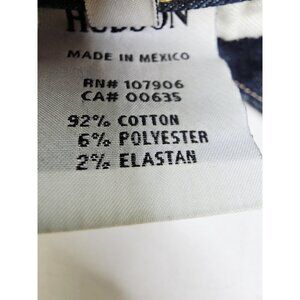 HUDSON
MADE IN MEXICO
RN# 107906
CA# 00635
92% COTTON
6% POLYESTER
2% ELASTAN